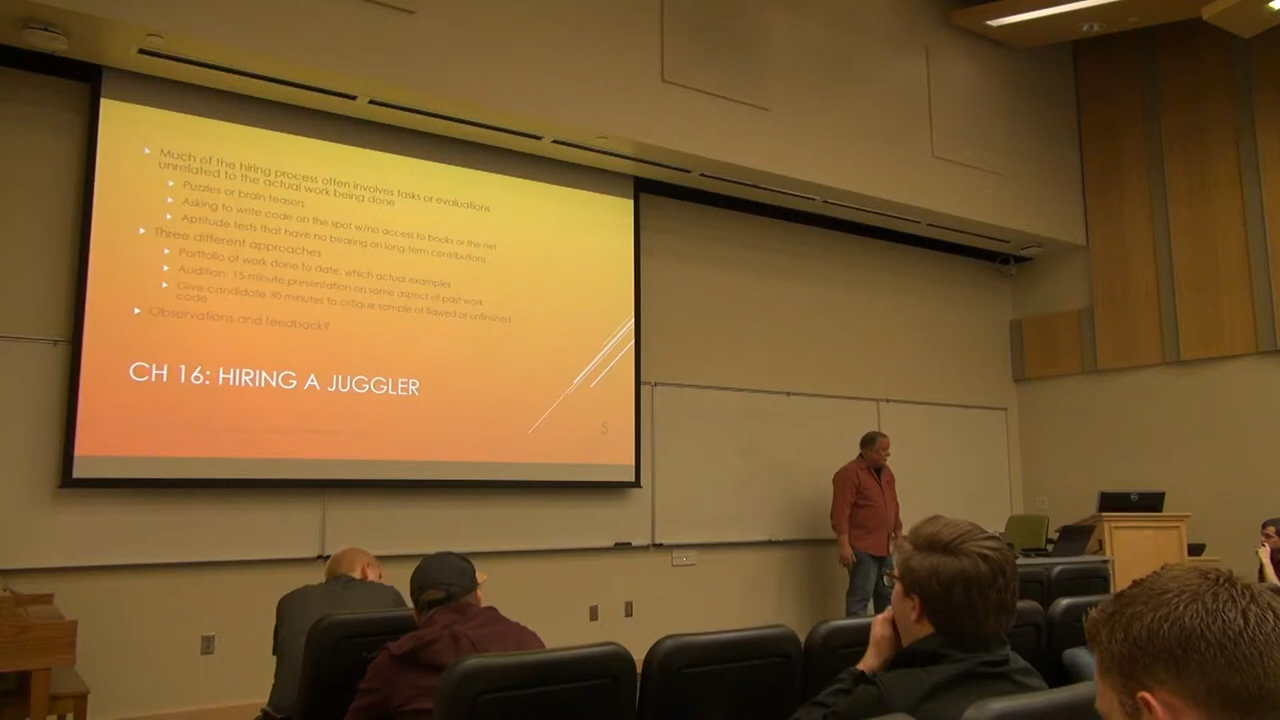 Much of the hiring process often involves tasks or evaluations
unrelated to the actual work being done
Puzzles or brain teasers
Asking to write code on the spot w/no access to books or the net
Aptitude tests that have no bearing on long-term contributions
Three different approaches
Portfolio of work done to date, which actual examples
Audition: 15-minute presentation on some aspect of past work
Give candidate 30 minutes to critique sample of flawed or unfinished
code
Observations and feedback?
CH 16: HIRING A JUGGLER
5